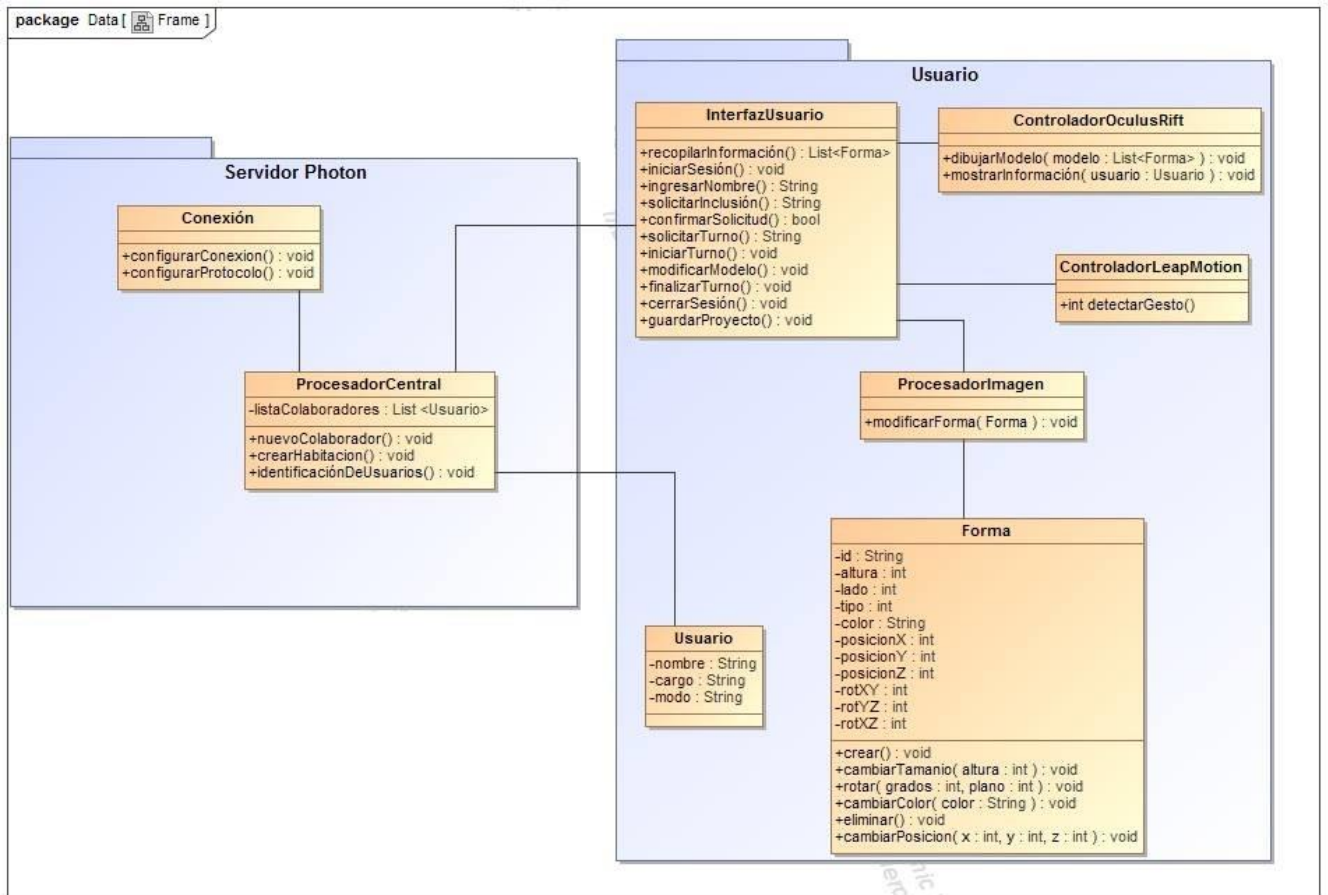 package Data [ Frame ]
Servidor Photon
Conexión
+configurarConexion() : void
+configurarProtocolo() : void
ProcesadorCentral
-listaColaboradores : List <Usuario>
+nuevoColaborador() : void
+crearHabitacion() : void
+identificaciónDeUsuarios() : void
Usuario
InterfazUsuario
+recopilarInformación() : List<Forma>
+iniciarSesión() : void
+ingresarNombre() : String
+solicitarInclusión() : String
+confirmarSolicitud() : bool
+solicitarTurno() : String
+iniciarTurno() : void
+modificarModelo() : void
+finalizarTurno() : void
+cerrarSesión() : void
+guardarProyecto() : void
ControladorOculusRift
+dibujarModelo( modelo : List<Forma> ) : void
+mostrarInformación( usuario : Usuario ) : void
ControladorLeapMotion
+int detectarGesto()
ProcesadorImagen
+modificarForma( Forma ) : void
Usuario
-nombre : String
-cargo : String
-modo : String
Forma
-id : String
-altura : int
-lado : int
-tipo : int
-color : String
-posicionX : int
-posicionY : int
-posicionZ : int
-rotXY : int
-rotYZ : int
-rotXZ : int
+crear() : void
+cambiarTamanio( altura : int ) : void
+rotar( grados : int, plano : int ) : void
+cambiarColor( color : String ) : void
+eliminar() : void
+cambiarPosicion( x : int, y : int, z : int ) : void